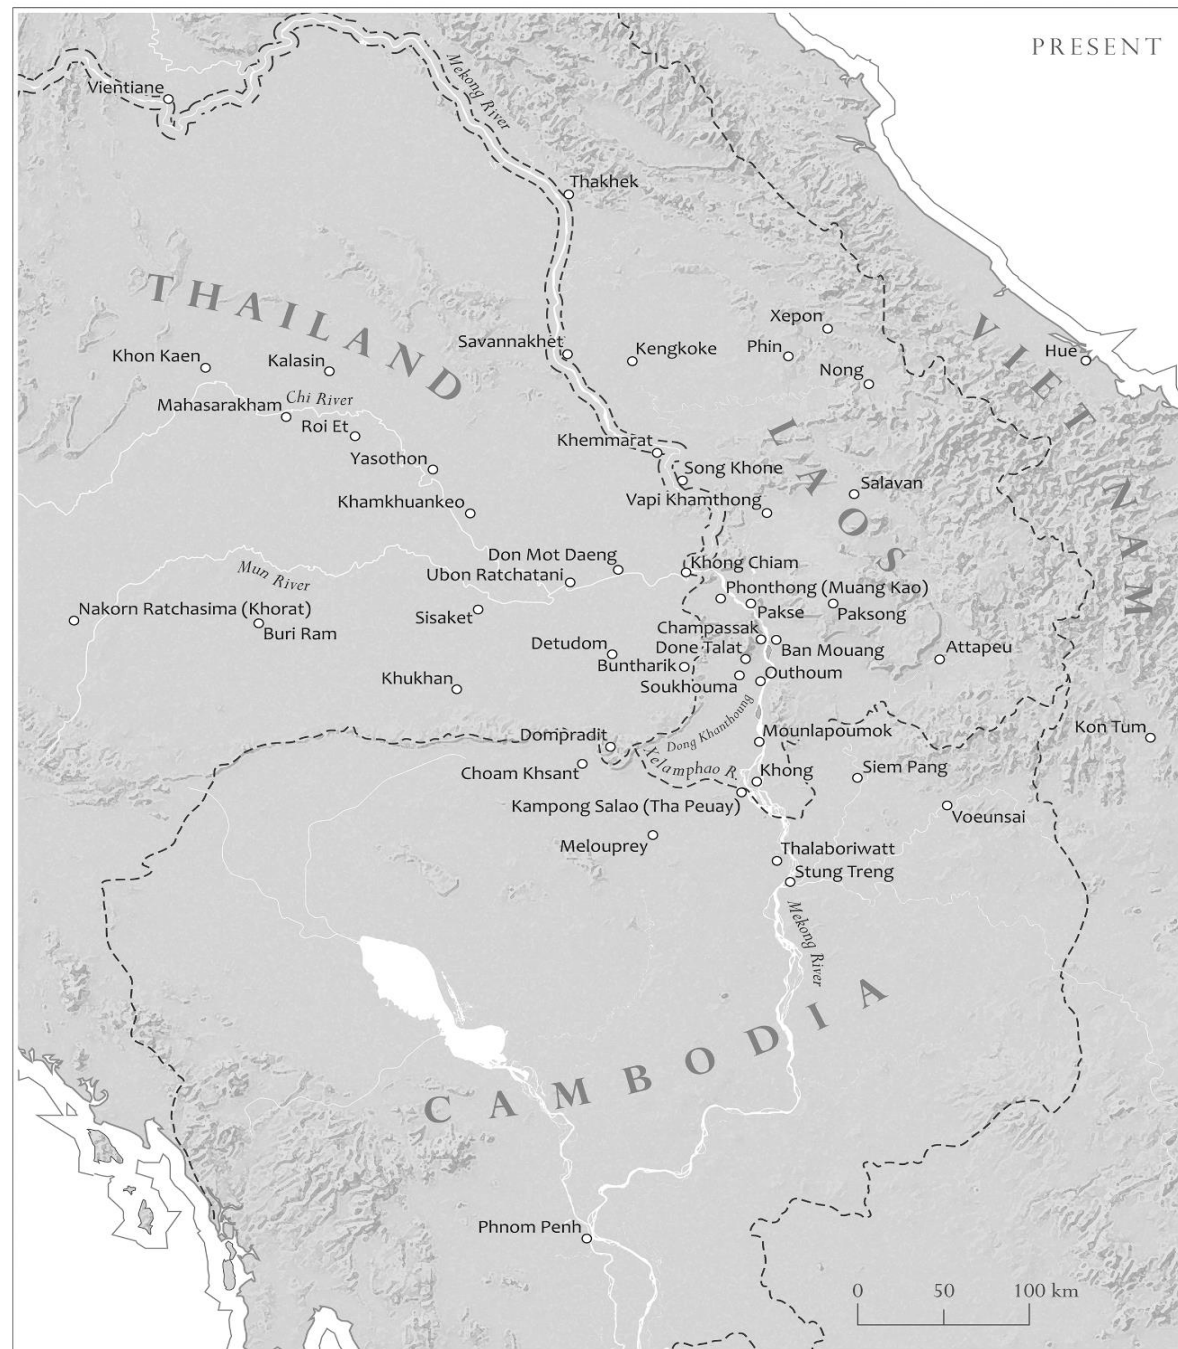 PRESENT
Vientiane
Mekong River
Thakhek
THAILAND
Xepon
VIET NAM
Savannakhet
Kengkoke
Phin
Hue
Khon Kaen
Kalasin
Nong
Chi River
Mahasarakham
Roi Et
LAOS
Khemmarat
Yasothon
Song Khone
Salavan
Khamkhuankeo
Vapi Khamthong
Don Mot Daeng
Khong Chiam
Mun River
Ubon Ratchatani
Phonthong (Muang Kao)
Nakorn Ratchasima (Khorat)
Sisaket
Pakse
Paksong
Buri Ram
Champassak
Detudom
Done Talat
Ban Mouang
Attapeu
Buntharik
Khukhan
Soukhouma
Outhoum
Dong Khanthoung
Dompradit
Mounlapoumok
Kon Tum
Choam Khsant
Xelamphao R.
Khong
Siem Pang
Kampong Salao (Tha Peuay)
Voeunsai
Melouprey
Thalaboriwatt
Stung Treng
Mekong River
CAMBODIA
Phnom Penh
0 50 100 km